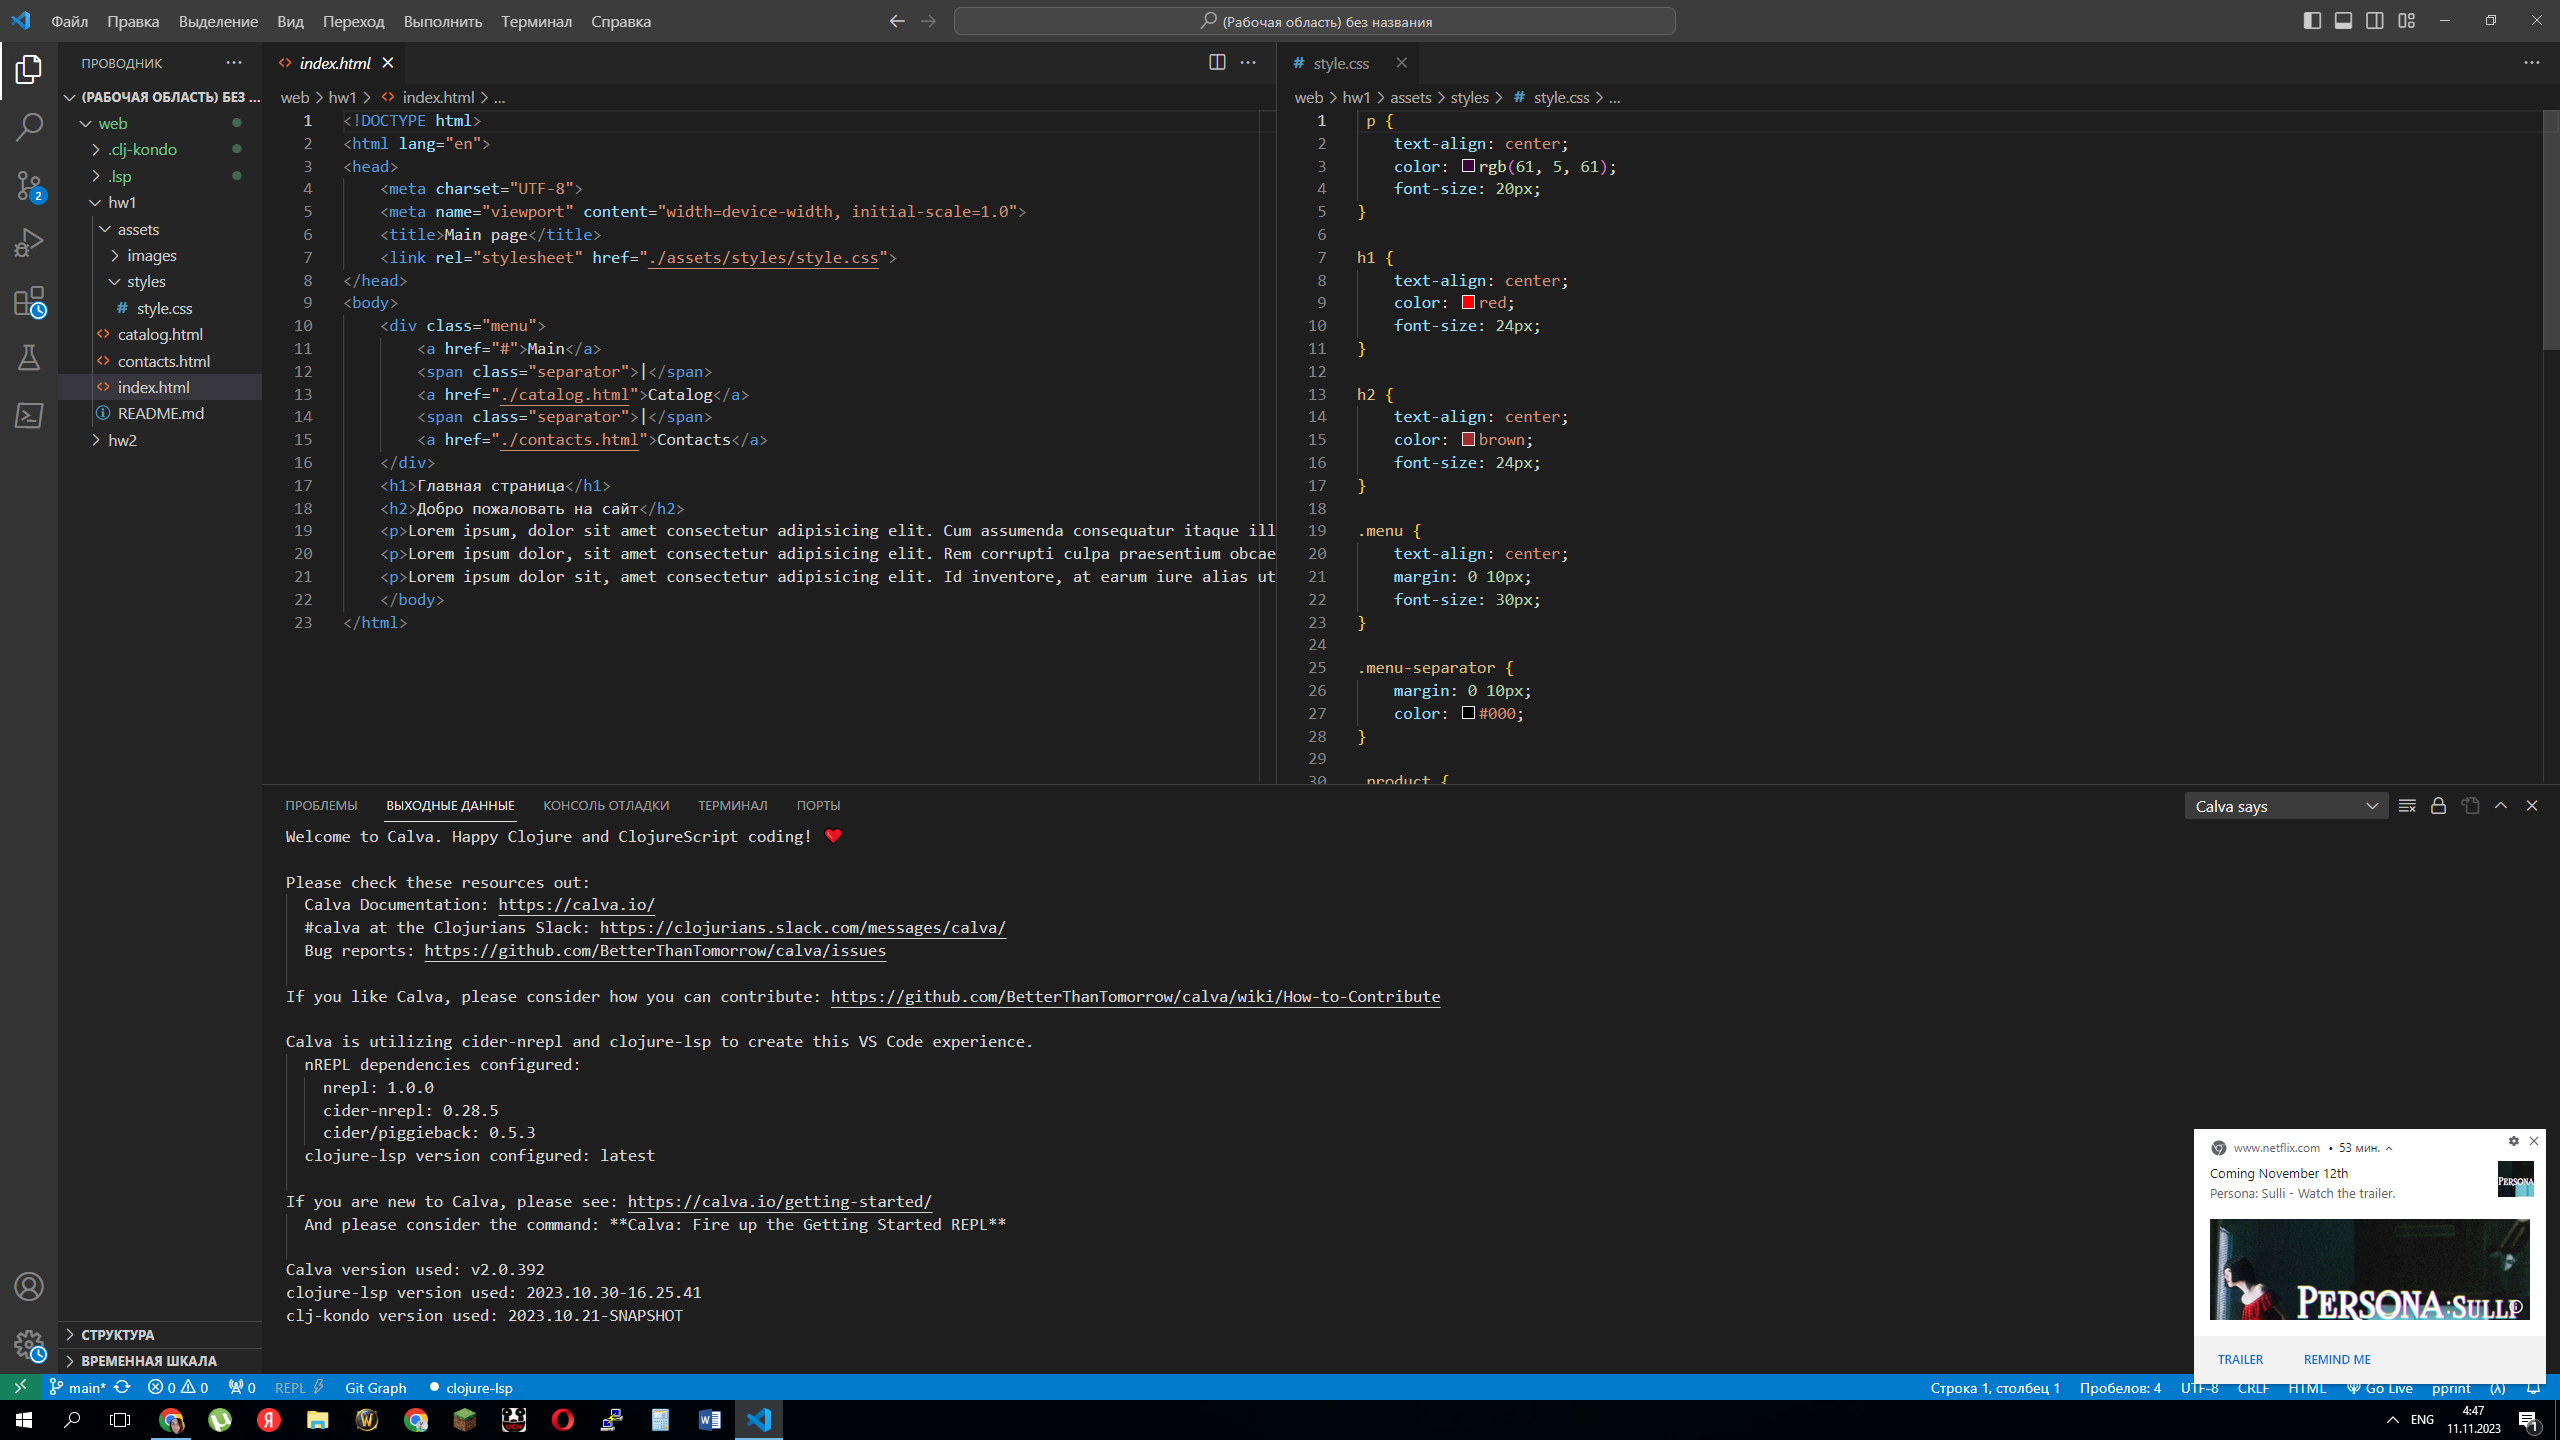 Файл Правка Выделение Вид Переход Выполнить Терминал Справка
(Рабочая область) без названия
ПРОВОДНИК
(РАБОЧАЯ ОБЛАСТЬ) БЕЗ ...
web
.clj-kondo
.lsp
hw1
assets
images
styles
# style.css
<> catalog.html
<> contacts.html
<> index.html
README.md
hw2
СТРУКТУРА
ВРЕМЕННАЯ ШКАЛА
2
<> index.html
web > hw1 > <> index.html > ...
1 <!DOCTYPE html>
2 <html lang="en">
3 <head>
4 <meta charset="UTF-8">
5 <meta name="viewport" content="width=device-width, initial-scale=1.0">
6 <title>Main page</title>
7 <link rel="stylesheet" href="./assets/styles/style.css">
8 </head>
9 <body>
10 <div class="menu">
11 <a href="#">Main</a>
12 <span class="separator">|</span>
13 <a href="./catalog.html">Catalog</a>
14 <span class="separator">|</span>
15 <a href="./contacts.html">Contacts</a>
16 </div>
17 <h1>Главная страница</h1>
18 <h2>Добро пожаловать на сайт</h2>
19 <p>Lorem ipsum, dolor sit amet consectetur adipisicing elit. Cum assumenda consequatur itaque ill
20 <p>Lorem ipsum dolor, sit amet consectetur adipisicing elit. Rem corrupti culpa praesentium obcae
21 <p>Lorem ipsum dolor sit, amet consectetur adipisicing elit. Id inventore, at earum iure alias ut
22 </body>
23 </html>
# style.css
web > hw1 > assets > styles > # style.css > ...
1 p {
2 text-align: center;
3 color: rgb(61, 5, 61);
4 font-size: 20px;
5 }
6
7 h1 {
8 text-align: center;
9 color: red;
10 font-size: 24px;
11 }
12
13 h2 {
14 text-align: center;
15 color: brown;
16 font-size: 24px;
17 }
18
19 .menu {
20 text-align: center;
21 margin: 0 10px;
22 font-size: 30px;
23 }
24
25 .menu-separator {
26 margin: 0 10px;
27 color: #000;
28 }
29
30 .product {
ПРОБЛЕМЫ ВЫХОДНЫЕ ДАННЫЕ КОНСОЛЬ ОТЛАДКИ ТЕРМИНАЛ ПОРТЫ
Calva says
Welcome to Calva. Happy Clojure and ClojureScript coding! ❤️
Please check these resources out:
Calva Documentation: https://calva.io/
#calva at the Clojurians Slack: https://clojurians.slack.com/messages/calva/
Bug reports: https://github.com/BetterThanTomorrow/calva/issues
If you like Calva, please consider how you can contribute: https://github.com/BetterThanTomorrow/calva/wiki/How-to-Contribute
Calva is utilizing cider-nrepl and clojure-lsp to create this VS Code experience.
nREPL dependencies configured:
nrepl: 1.0.0
cider-nrepl: 0.28.5
cider/piggieback: 0.5.3
clojure-lsp version configured: latest
If you are new to Calva, please see: https://calva.io/getting-started/
And please consider the command: **Calva: Fire up the Getting Started REPL**
Calva version used: v2.0.392
clojure-lsp version used: 2023.10.30-16.25.41
clj-kondo version used: 2023.10.21-SNAPSHOT
www.netflix.com • 53 мин.
Coming November 12th
Persona: Sulli - Watch the trailer.
PERSONA
PERSONA:SULLI
TRAILER REMIND ME
main* 0 0 0 REPL Git Graph clojure-lsp
Строка 1, столбец 1 Пробелов: 4 UTF-8 CRLF HTML Go Live pprint (λ)
ENG
4:47
11.11.2023
1